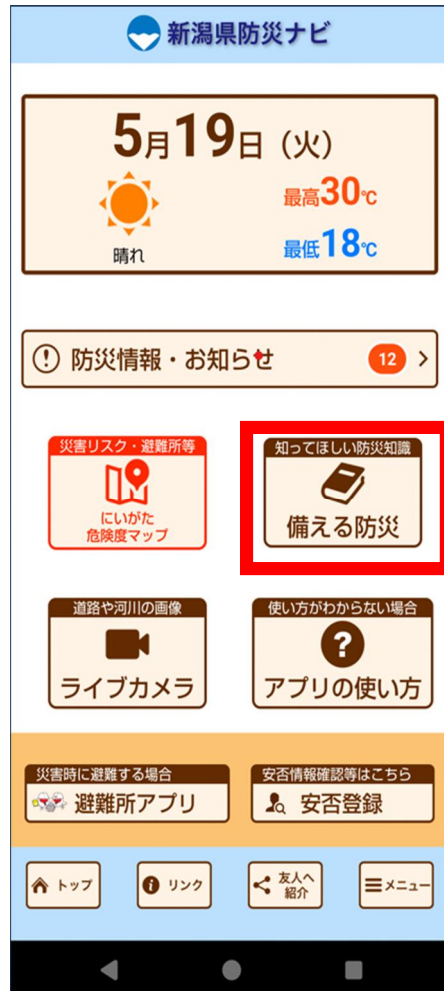 新潟県防災ナビ
5月19日（火）
最高30℃
晴れ
最低18℃
防災情報・お知らせ
12
災害リスク・避難所等
にいがた
危険度マップ
知ってほしい防災知識
備える防災
道路や河川の画像
ライブカメラ
使い方がわからない場合
?
アプリの使い方
災害時に避難する場合
避難所アプリ
安否情報確認等はこちら
安否登録
トップ
リンク
友人へ
紹介
メニュー